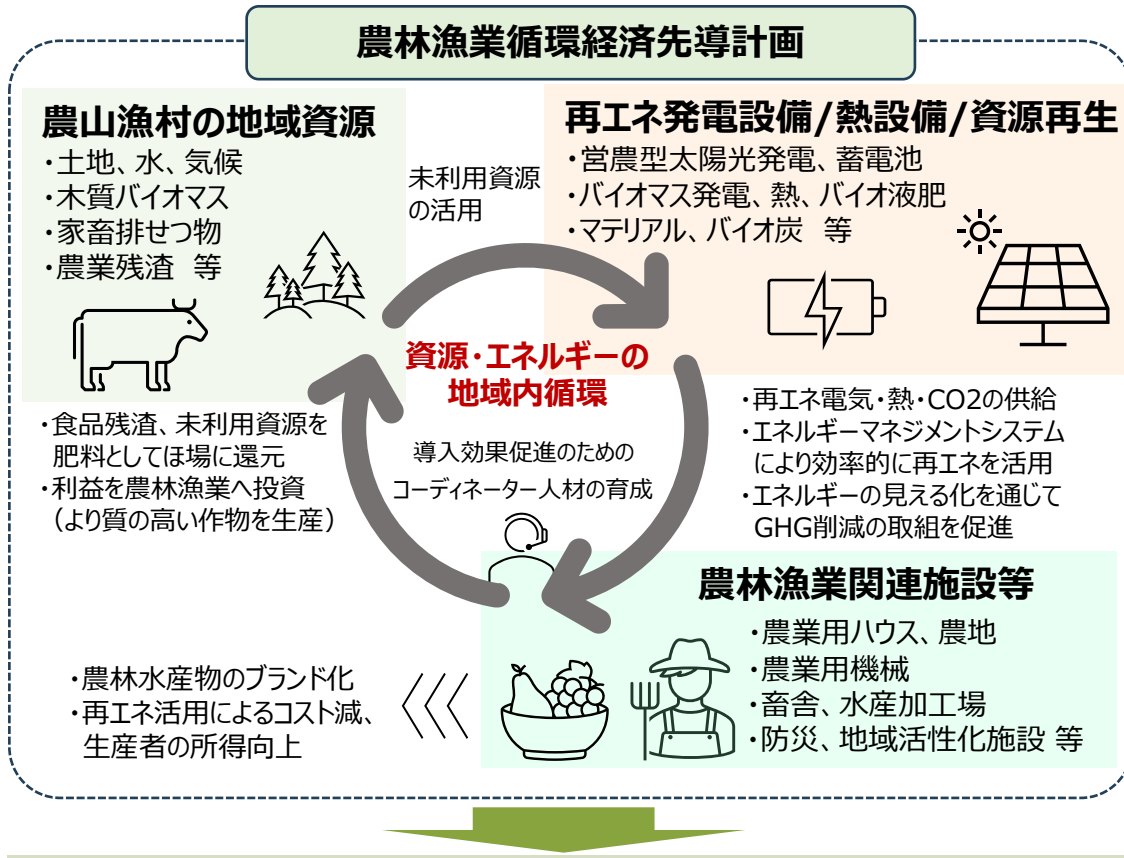 農林漁業循環経済先導計画
農山漁村の地域資源
・土地、水、気候
・木質バイオマス
・家畜排せつ物
・農業残渣 等
未利用資源
の活用
再エネ発電設備/熱設備/資源再生
・営農型太陽光発電、蓄電池
・バイオマス発電、熱、バイオ液肥
・マテリアル、バイオ炭 等
資源・エネルギーの
地域内循環
導入効果促進のための
コーディネーター人材の育成
・食品残渣、未利用資源を
肥料としてほ場に還元
・利益を農林漁業へ投資
（より質の高い作物を生産）
・再エネ電気・熱・CO2の供給
・エネルギーマネジメントシステム
により効率的に再エネを活用
・エネルギーの見える化を通じて
GHG削減の取組を促進
農林漁業関連施設等
・農業用ハウス、農地
・農業用機械
・畜舎、水産加工場
・防災、地域活性化施設 等
・農林水産物のブランド化
・再エネ活用によるコスト減、
生産者の所得向上